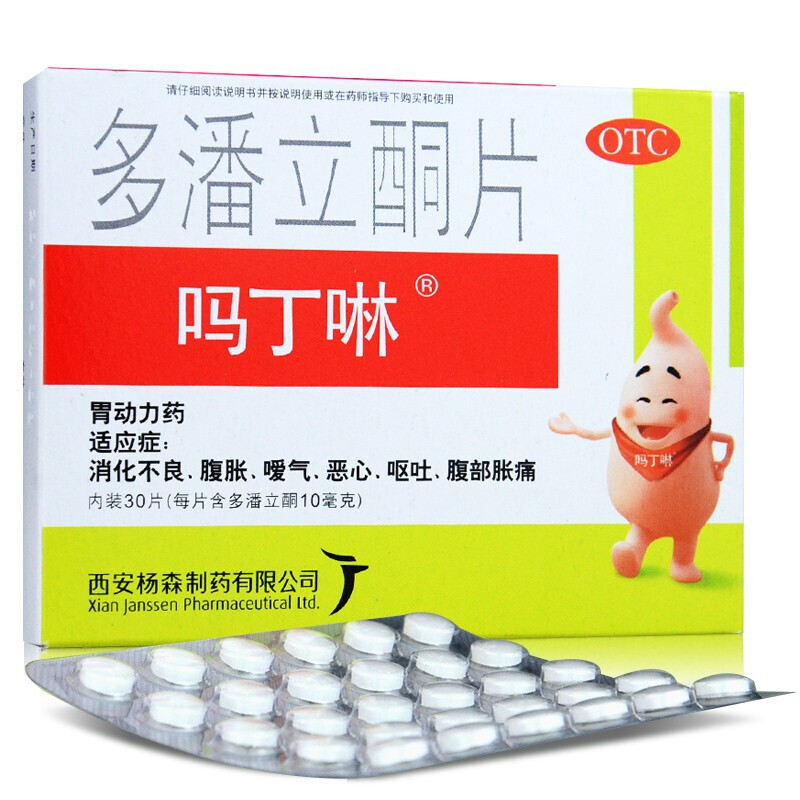 请仔细阅读说明书并按说明使用或在药师指导下购买和使用
多潘立酮片
OTC
吗丁啉®
胃动力药
适应症:
消化不良、腹胀、嗳气、恶心、呕吐、腹部胀痛
内装30片(每片含多潘立酮10毫克)
吗丁啉
西安杨森制药有限公司
Xian Janssen Pharmaceutical Ltd.
生产日期